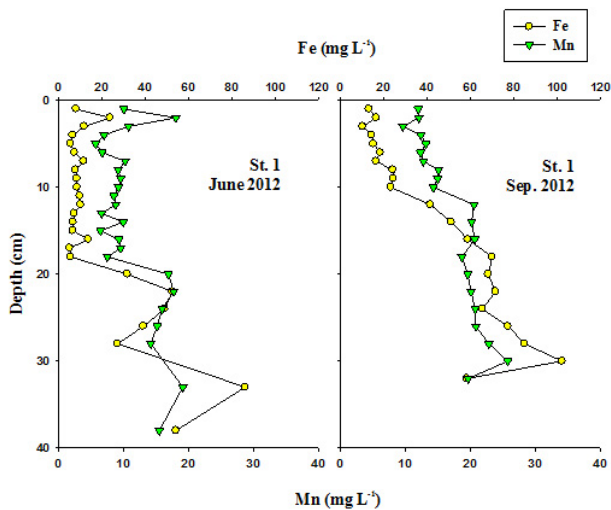 Fe
Mn
Fe (mg L-1)
0 20 40 60 80 100 120 0 20 40 60 80 100 120
0
10
20
30
40
Depth (cm)
St. 1
June 2012
St. 1
Sep. 2012
0 10 20 30 40 0 10 20 30 40
Mn (mg L-1)